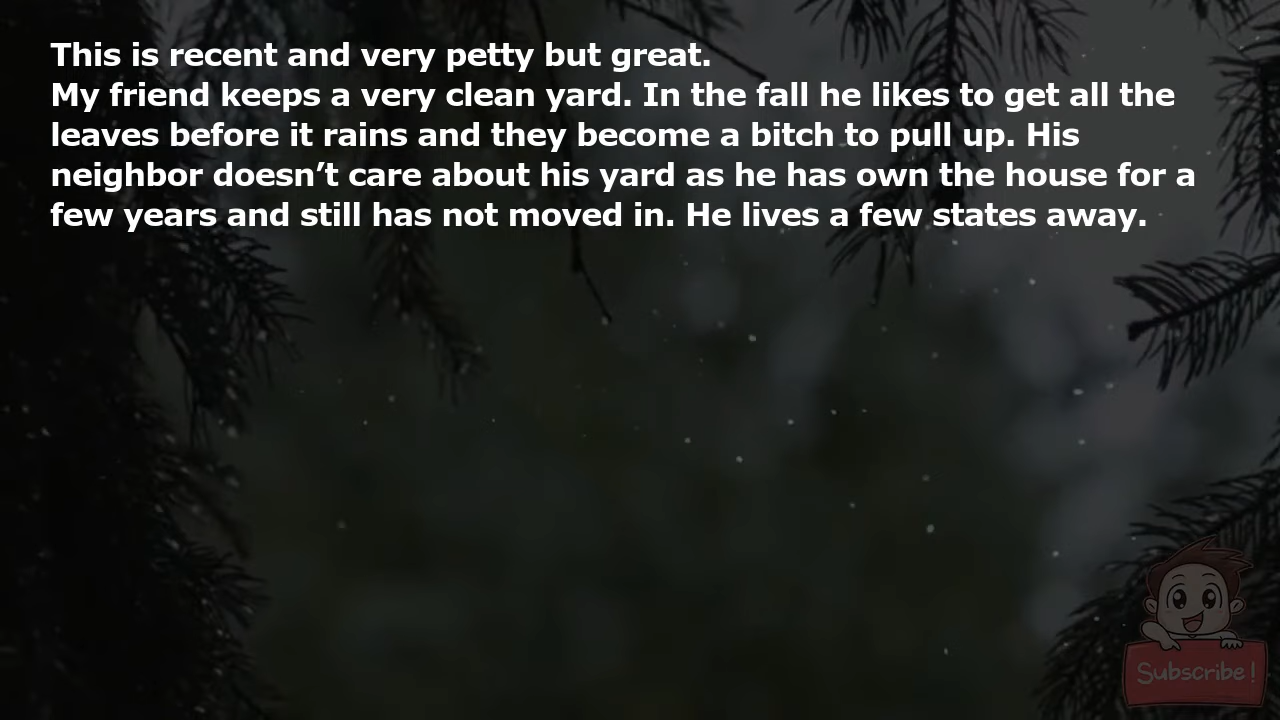 This is recent and very petty but great.
My friend keeps a very clean yard. In the fall he likes to get all the
leaves before it rains and they become a bitch to pull up. His
neighbor doesn’t care about his yard as he has own the house for a
few years and still has not moved in. He lives a few states away.
Subscribe!